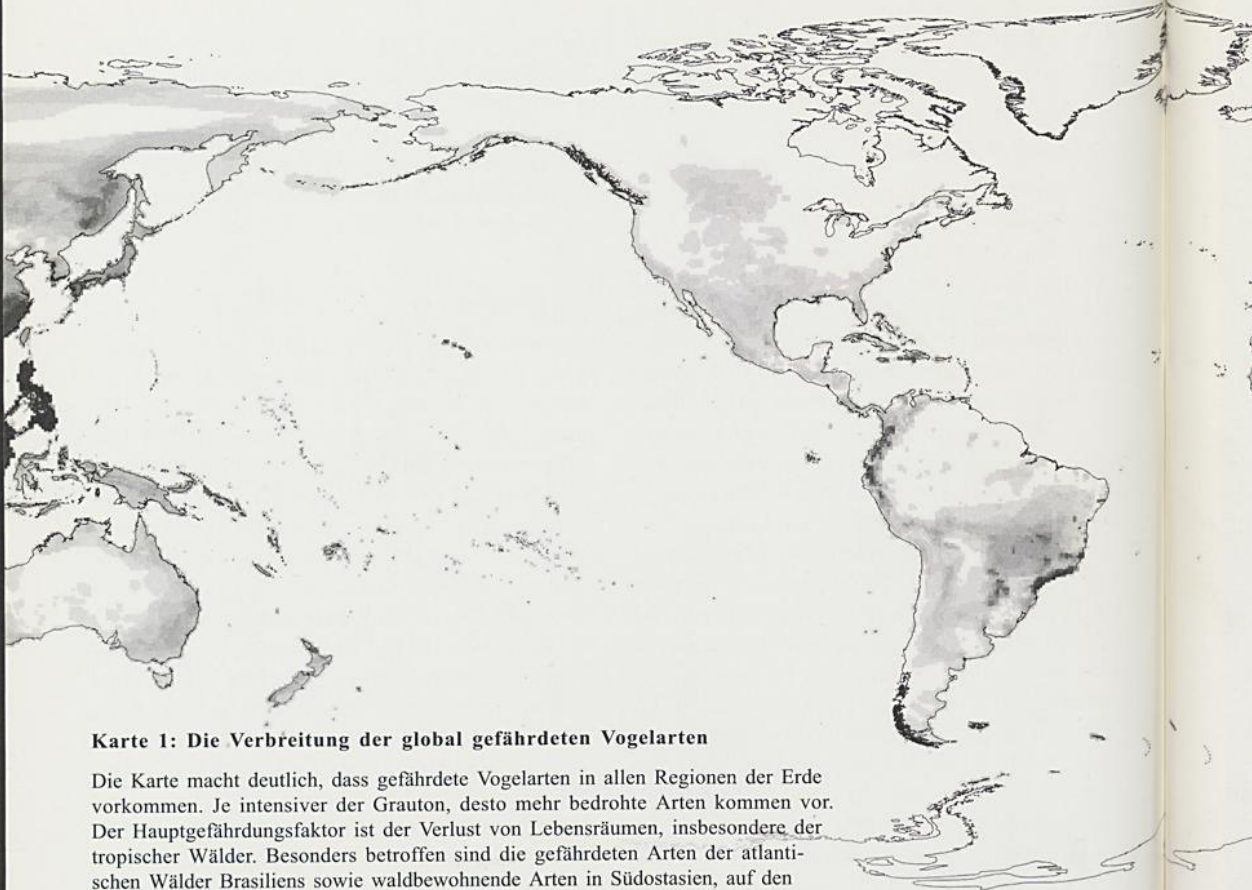 Karte 1: Die Verbreitung der global gefährdeten Vogelarten
Die Karte macht deutlich, dass gefährdete Vogelarten in allen Regionen der Erde
vorkommen. Je intensiver der Grauton, desto mehr bedrohte Arten kommen vor.
Der Hauptgefährdungsfaktor ist der Verlust von Lebensräumen, insbesondere der
tropischer Wälder. Besonders betroffen sind die gefährdeten Arten der atlanti-
schen Wälder Brasiliens sowie waldbewohnende Arten in Südostasien, auf den